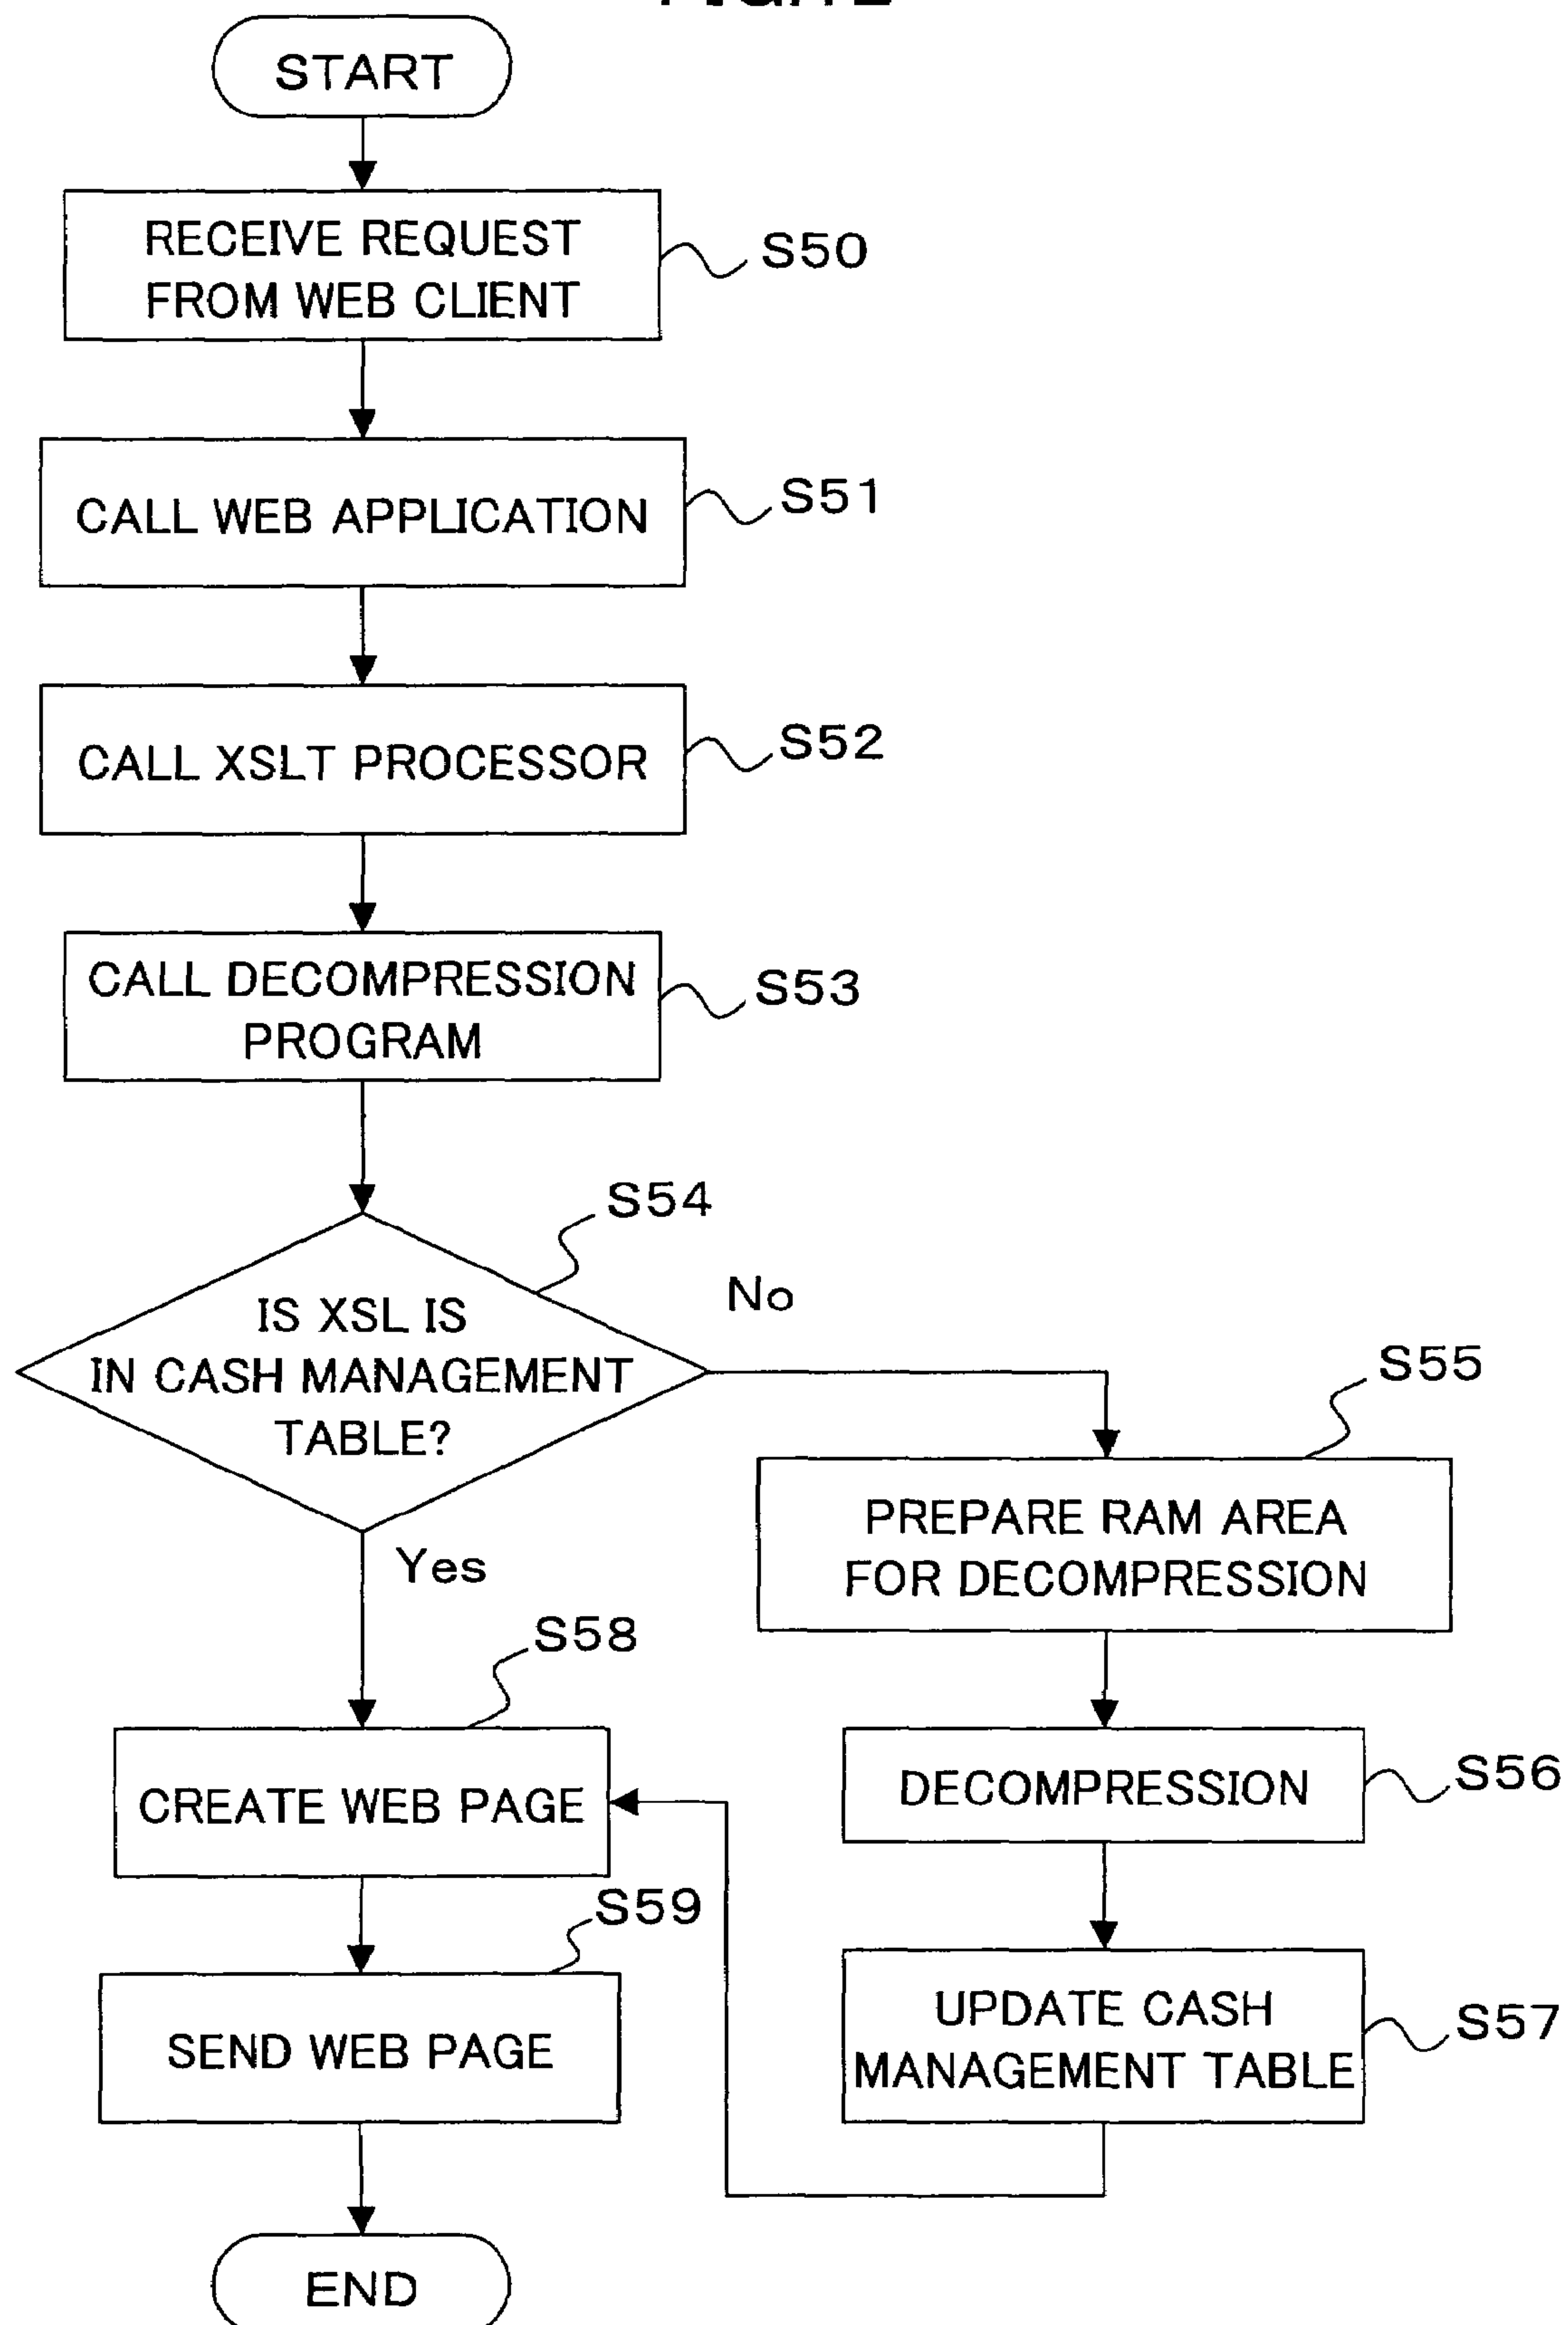 START
RECEIVE REQUEST
FROM WEB CLIENT
S50
CALL WEB APPLICATION
S51
CALL XSLT PROCESSOR
S52
CALL DECOMPRESSION
PROGRAM
S53
S54
IS XSL IS
IN CASH MANAGEMENT
TABLE?
No
Yes
S55
PREPARE RAM AREA
FOR DECOMPRESSION
DECOMPRESSION
S56
UPDATE CASH
MANAGEMENT TABLE
S57
S58
CREATE WEB PAGE
S59
SEND WEB PAGE
END